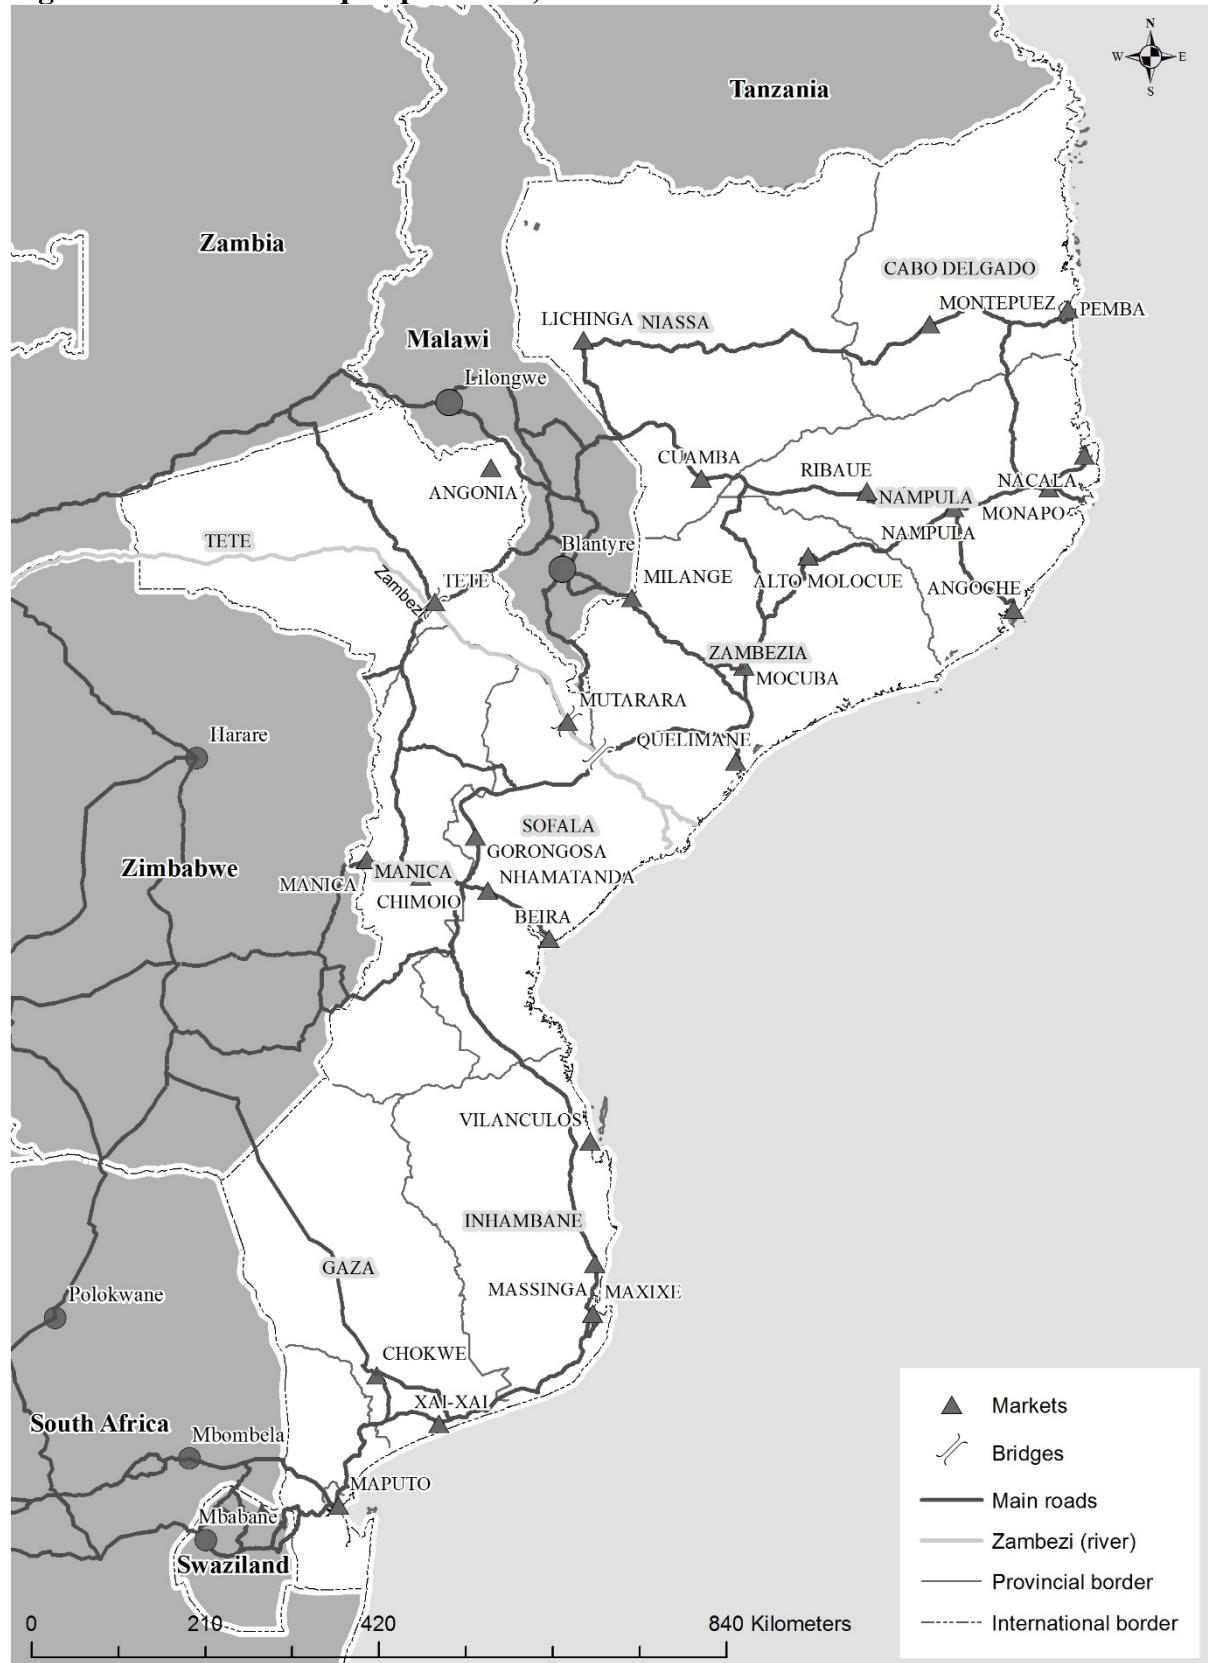 N
W E
S
Tanzania
Zambia
CABO DELGADO
MONTEPUEZ
PEMBA
LICHINGA
NIASSA
Malawi
Lilongwe
CUAMBA
RIBAUE
ANGONIA
NACALA
NAMPULA
MONAPO
NAMPULA
TETE
Blantyre
Zambezi
TETE
MILANGE
ALTO MOLOCUE
ANGOCHE
ZAMBEZIA
MOCUBA
MUTARARA
Harare
QUELIMANE
SOFALA
GORONGOSA
Zimbabwe
MANICA
MANICA
NHAMATANDA
CHIMOIO
BEIRA
VILANCULOS
INHAMBANE
GAZA
MASSINGA
MAXIXE
Polokwane
CHOKWE
XAI-XAI
South Africa
Mbombela
MAPUTO
Mbabane
Swaziland
Markets
Bridges
Main roads
Zambezi (river)
Provincial border
International border
0 210 420 840 Kilometers